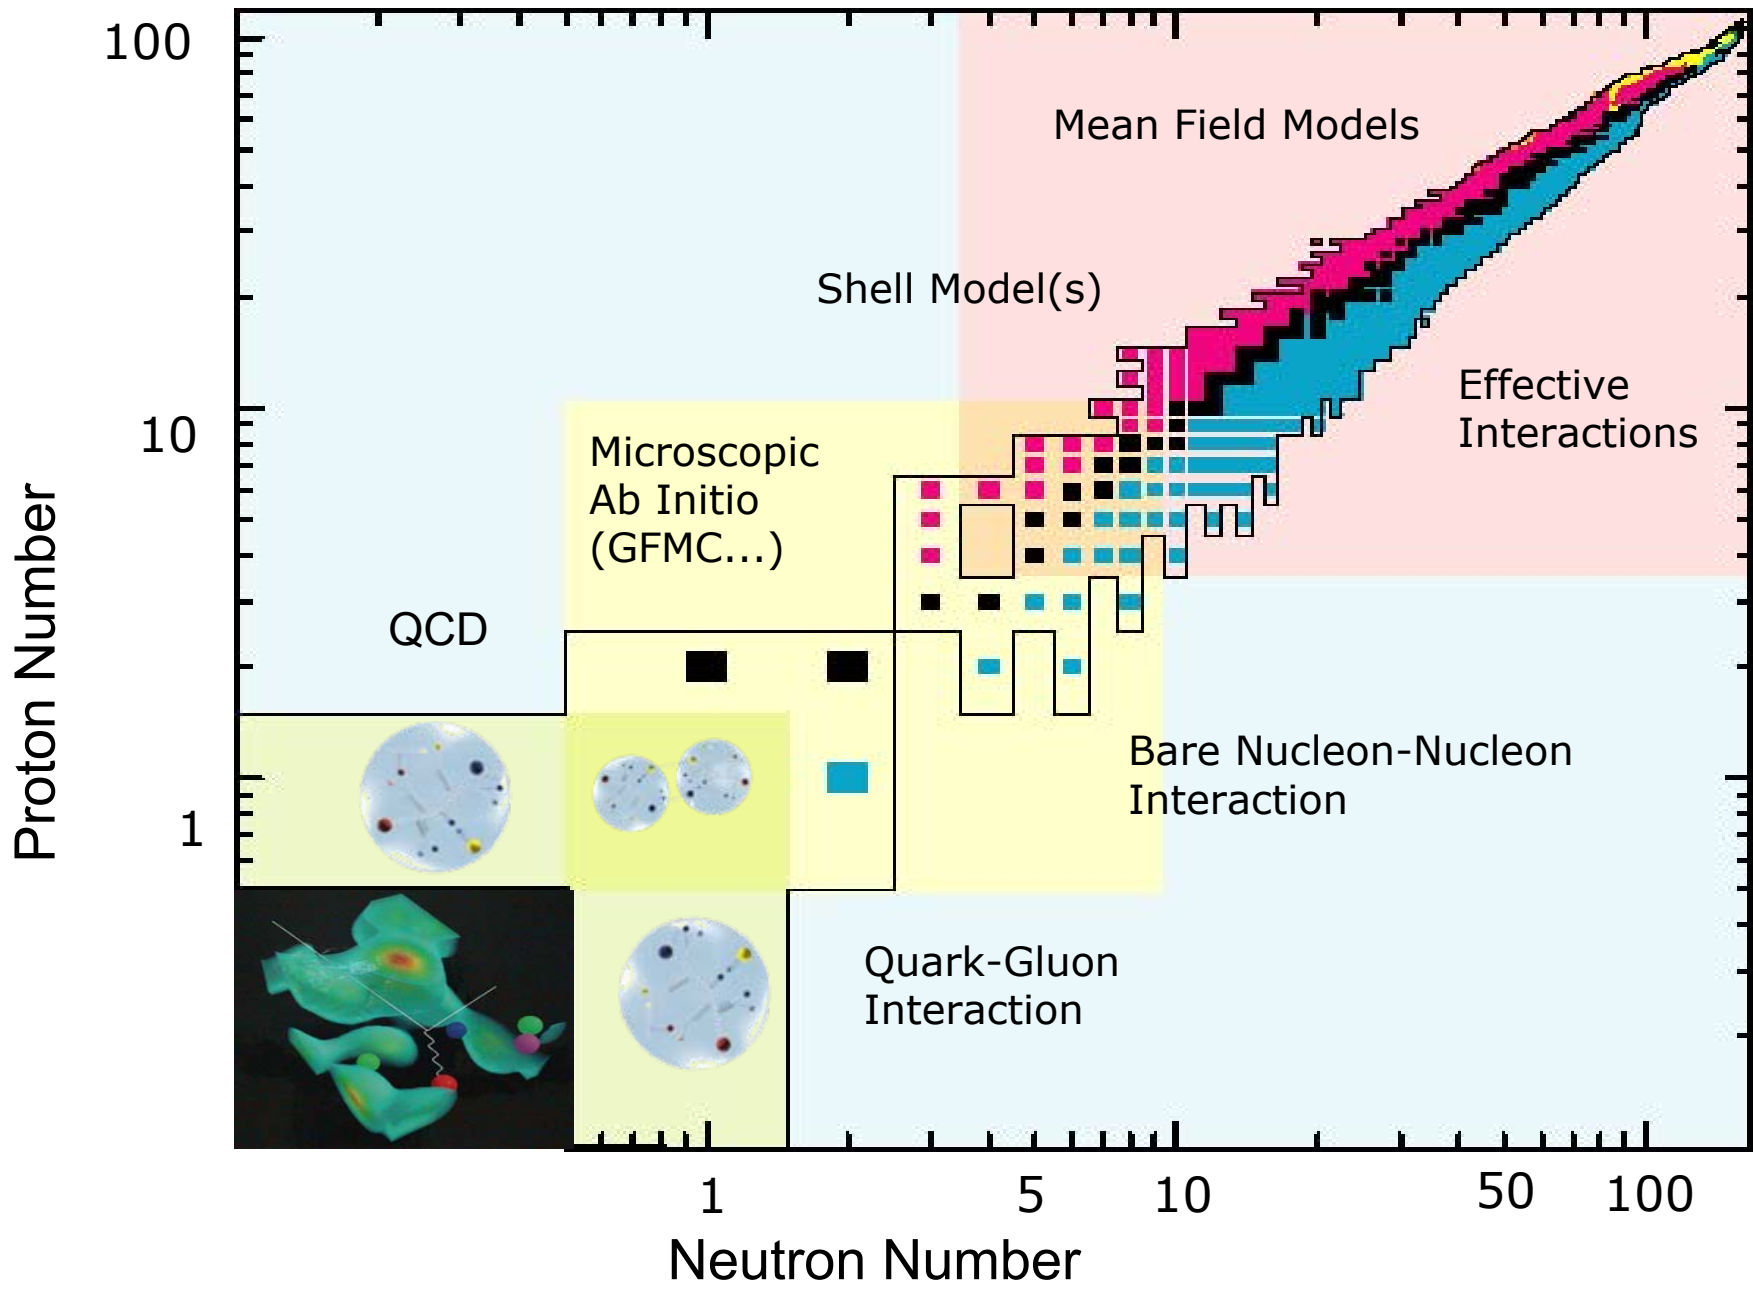 100
Mean Field Models
Shell Model(s)
Effective
Interactions
10
Microscopic
Ab Initio
(GFMC...)
QCD
Proton Number
Bare Nucleon-Nucleon
Interaction
1
Quark-Gluon
Interaction
1
5
10
50
100
Neutron Number